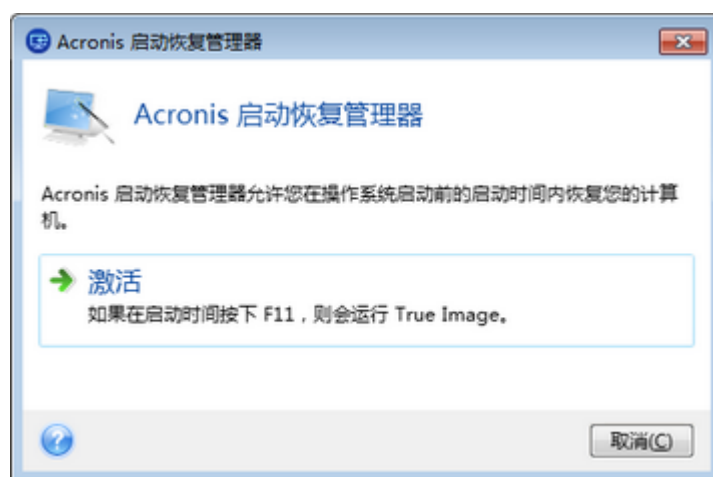 Acronis 启动恢复管理器
Acronis 启动恢复管理器
Acronis 启动恢复管理器允许您在操作系统启动前的启动时间内恢复您的计算
机。
激活
如果在启动时间按下 F11，则会运行 True Image。
取消(C)